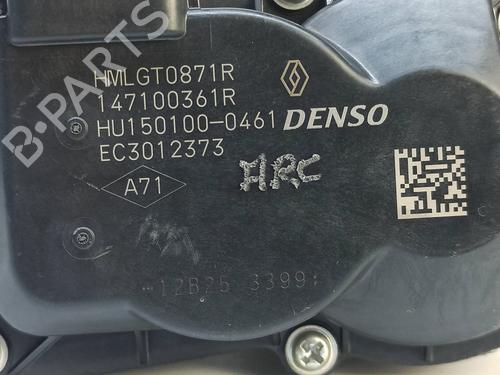 B-PARTS
HMLGT0871R
147100361R
HU150100-0461 DENSO
EC3012373
A71
ARC
12B25 3399